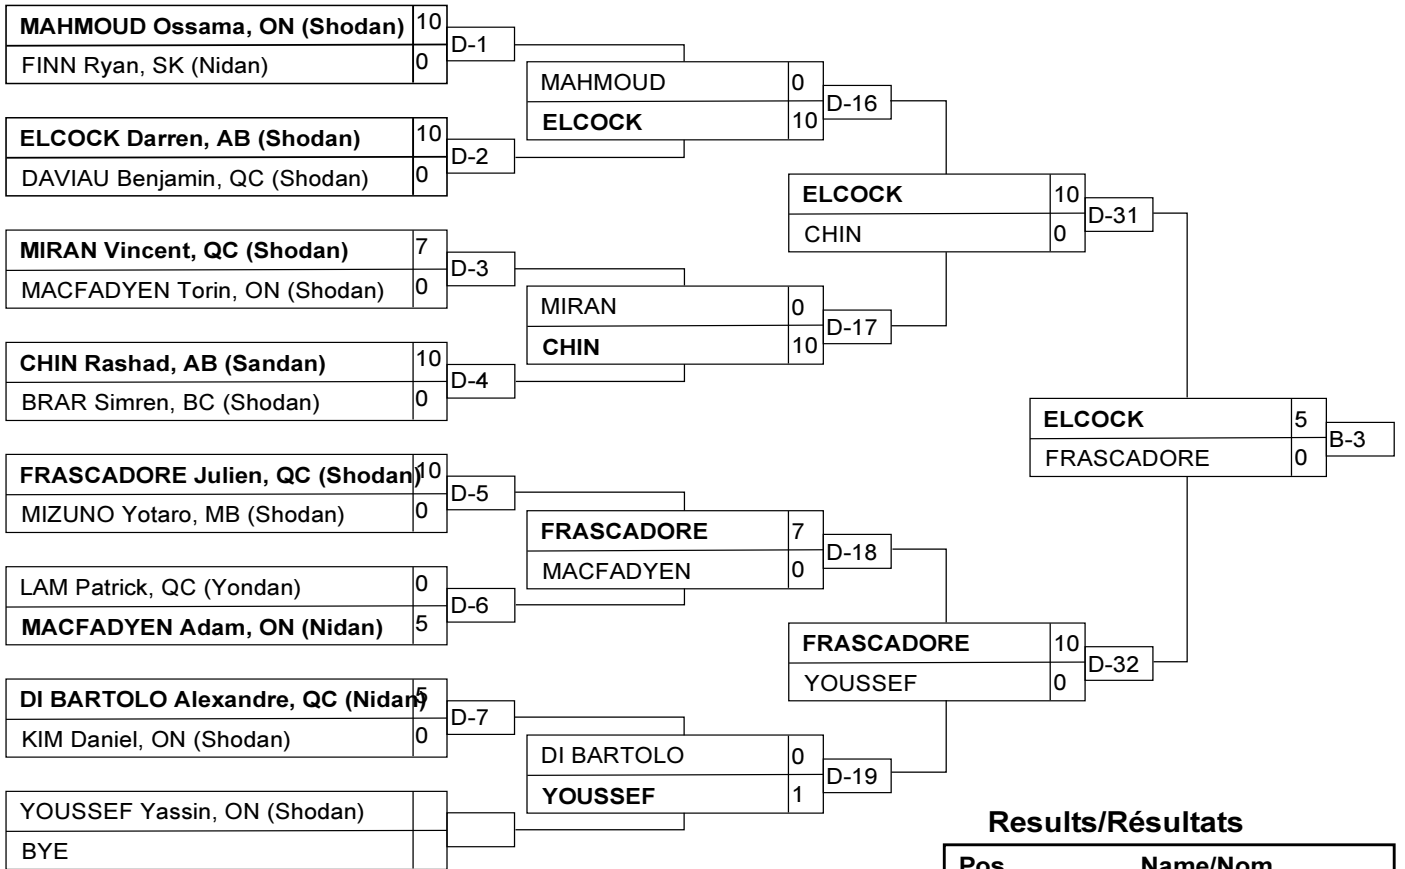 MAHMOUD Ossama, ON (Shodan) 10
FINN Ryan, SK (Nidan) 0
D-1
ELCOCK Darren, AB (Shodan) 10
DAVIAU Benjamin, QC (Shodan) 0
D-2
MIRAN Vincent, QC (Shodan) 7
MACFADYEN Torin, ON (Shodan) 0
D-3
CHIN Rashad, AB (Sandan) 10
BRAR Simren, BC (Shodan) 0
D-4
FRASCADORE Julien, QC (Shodan) 10
MIZUNO Yotaro, MB (Shodan) 0
D-5
LAM Patrick, QC (Yondan) 0
MACFADYEN Adam, ON (Nidan) 5
D-6
DI BARTOLO Alexandre, QC (Nidan) 5
KIM Daniel, ON (Shodan) 0
D-7
YOUSSEF Yassin, ON (Shodan)
BYE
MAHMOUD 0
ELCOCK 10
D-16
MIRAN 0
CHIN 10
D-17
FRASCADORE 7
MACFADYEN 0
D-18
DI BARTOLO 0
YOUSSEF 1
D-19
ELCOCK 10
CHIN 0
D-31
FRASCADORE 10
YOUSSEF 0
D-32
ELCOCK 5
FRASCADORE 0
B-3
Results/Résultats
Pos. Name/Nom